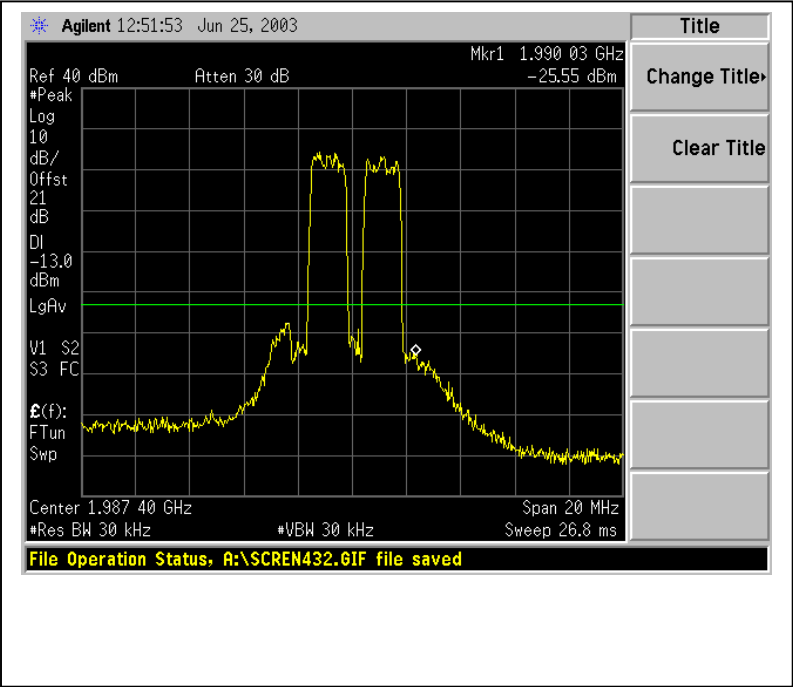 Agilent 12:51:53 Jun 25, 2003
Title
Mkr1 1.990 03 GHz
Ref 40 dBm Atten 30 dB -25.55 dBm
#Peak
Log
10
dB/
Offst
21
dB
DI
-13.0
dBm
LgAv
V1 S2
S3 FC
£(f):
FTun
Swp
Center 1.987 40 GHz Span 20 MHz
#Res BW 30 kHz #VBW 30 kHz Sweep 26.8 ms
Change Title
Clear Title
File Operation Status, A:\SCREN432.GIF file saved